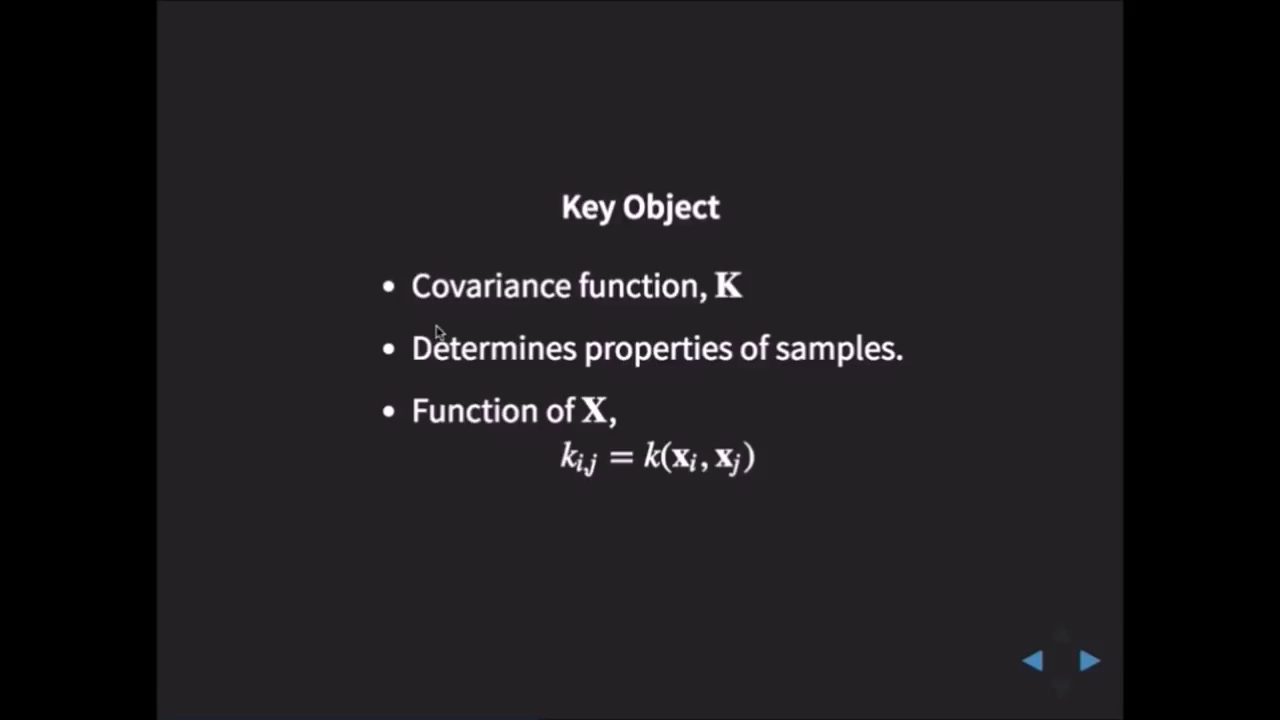 Key Object
• Covariance function, K
• Determines properties of samples.
• Function of X,
k_{i,j} = k(x_i, x_j)